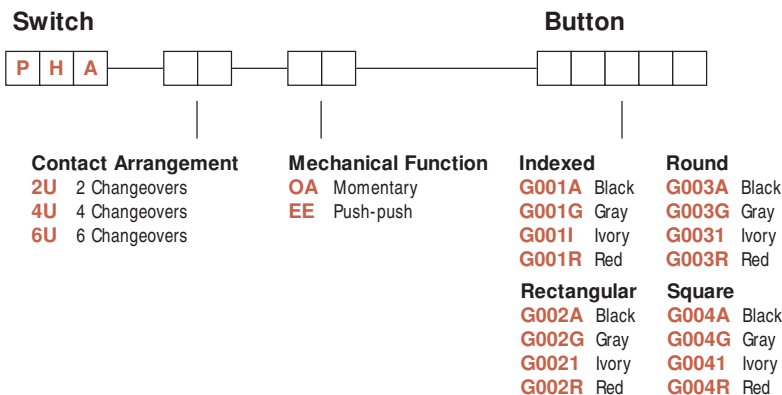 Switch Button
P H A
Contact Arrangement
2U 2 Changeovers
4U 4 Changeovers
6U 6 Changeovers
Mechanical Function
OA Momentary
EE Push-push
Indexed
G001A Black
G001G Gray
G001I Ivory
G001R Red
Round
G003A Black
G003G Gray
G0031 Ivory
G003R Red
Rectangular
G002A Black
G002G Gray
G0021 Ivory
G002R Red
Square
G004A Black
G004G Gray
G0041 Ivory
G004R Red